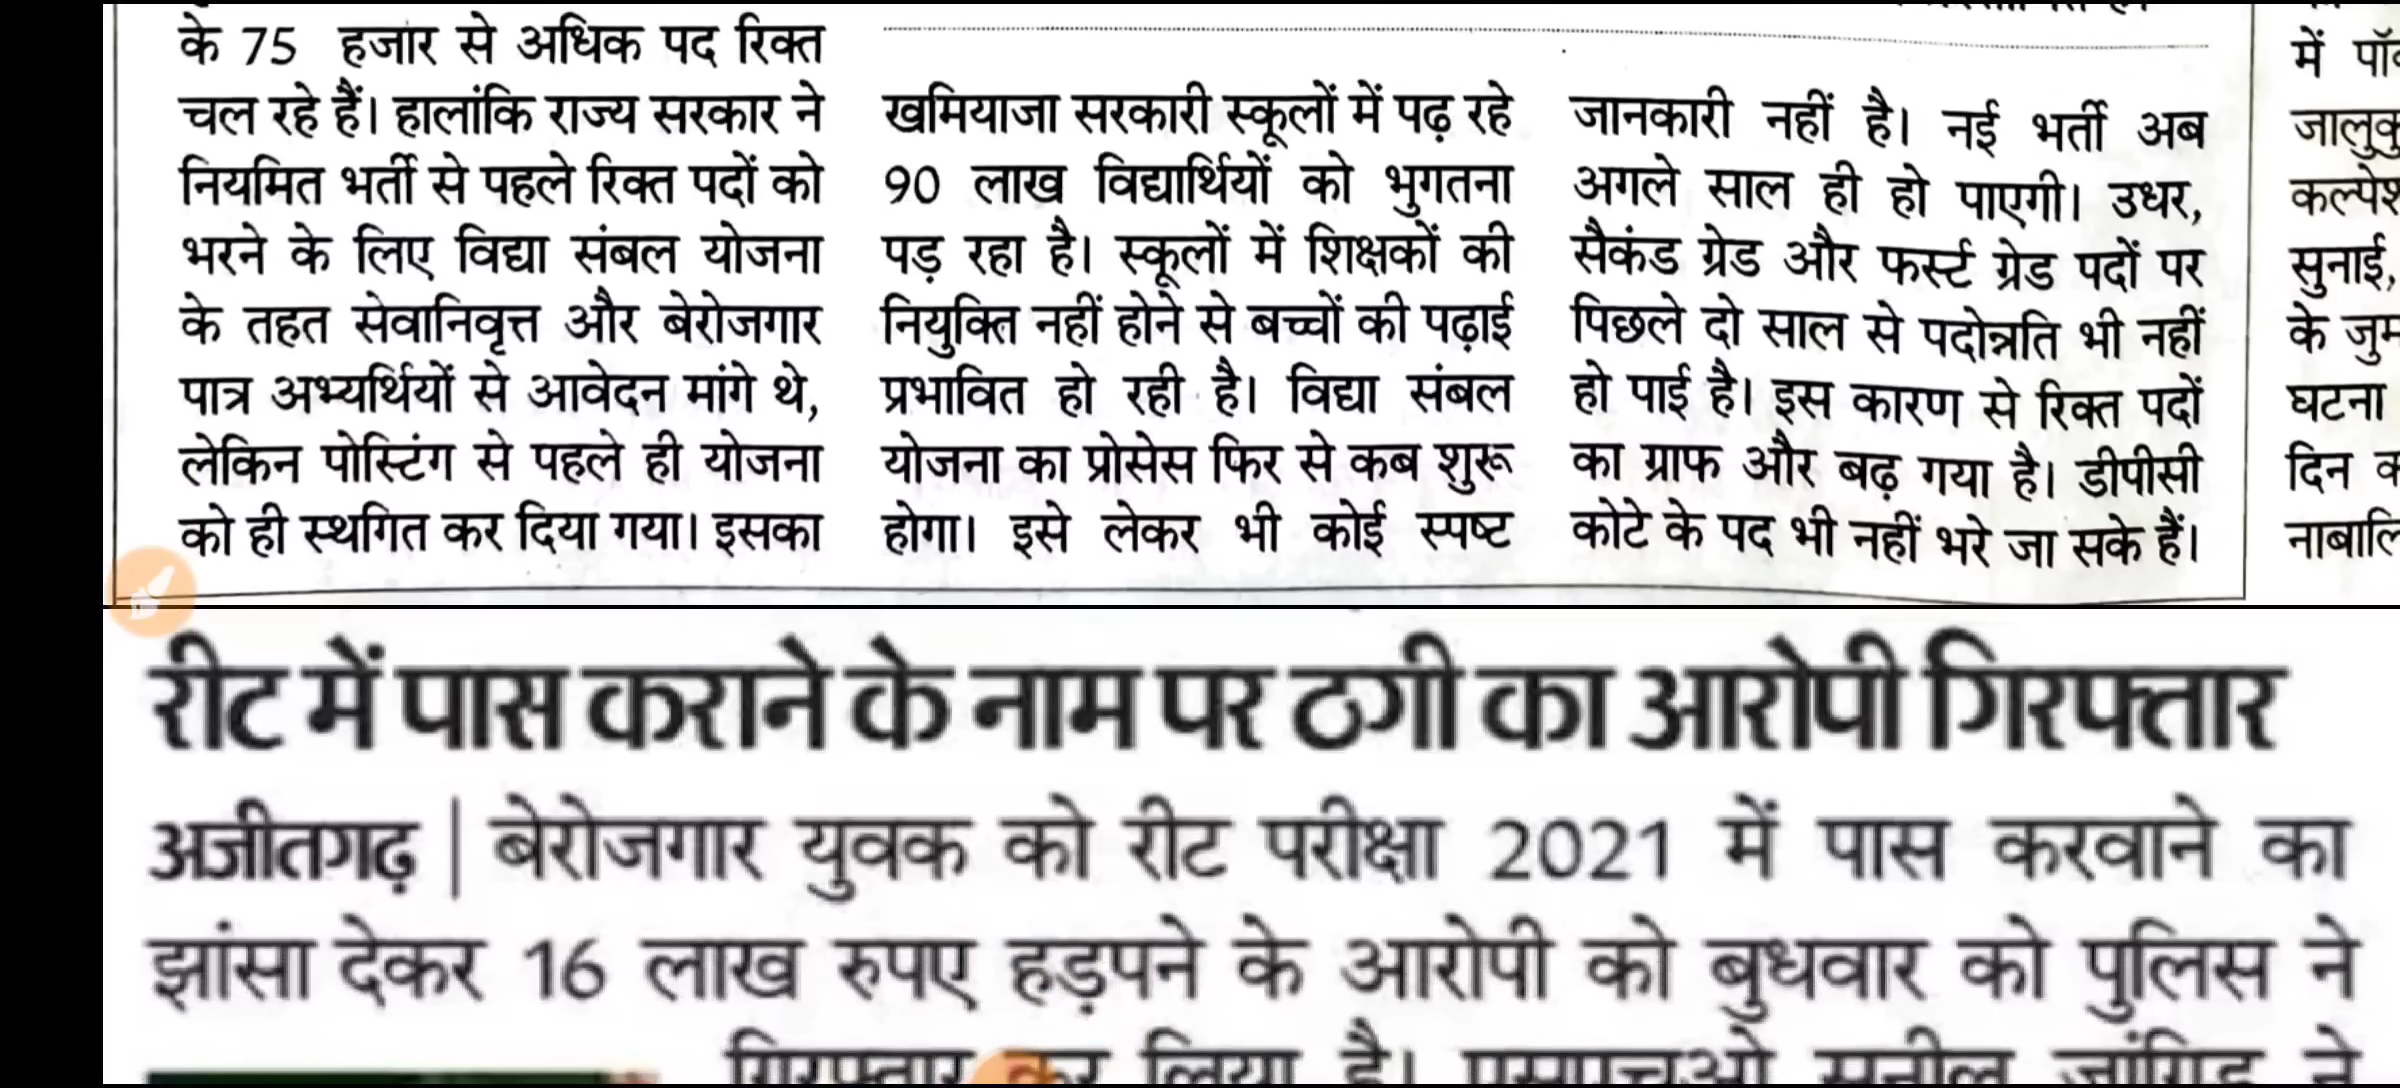 के 75 हजार से अधिक पद रिक्त
चल रहे हैं। हालांकि राज्य सरकार ने
नियमित भर्ती से पहले रिक्त पदों को
भरने के लिए विद्या संबल योजना
के तहत सेवानिवृत्त और बेरोजगार
पात्र अभ्यर्थियों से आवेदन मांगे थे,
लेकिन पोस्टिंग से पहले ही योजना
को ही स्थगित कर दिया गया। इसका
खमियाजा सरकारी स्कूलों में पढ़ रहे
90 लाख विद्यार्थियों को भुगतना
पड़ रहा है। स्कूलों में शिक्षकों की
नियुक्ति नहीं होने से बच्चों की पढ़ाई
प्रभावित हो रही है। विद्या संबल
योजना का प्रोसेस फिर से कब शुरू
होगा। इसे लेकर भी कोई स्पष्ट
जानकारी नहीं है। नई भर्ती अब
अगले साल ही हो पाएगी। उधर,
सैकंड ग्रेड और फर्स्ट ग्रेड पदों पर
पिछले दो साल से पदोन्नति भी नहीं
हो पाई है। इस कारण से रिक्त पदों
का ग्राफ और बढ़ गया है। डीपीसी
कोटे के पद भी नहीं भरे जा सके हैं।
में
सुनाई,
के
घटना
दिन
रीट में पास कराने के नाम पर ठगी का आरोपी गिरफ्तार
अजीतगढ़ | बेरोजगार युवक को रीट परीक्षा 2021 में पास करवाने का
झांसा देकर 16 लाख रुपए हड़पने के आरोपी को बुधवार को पुलिस ने
गिरफ्तार कर लिया है। एसएचओ सुनील जांगिड़ ने